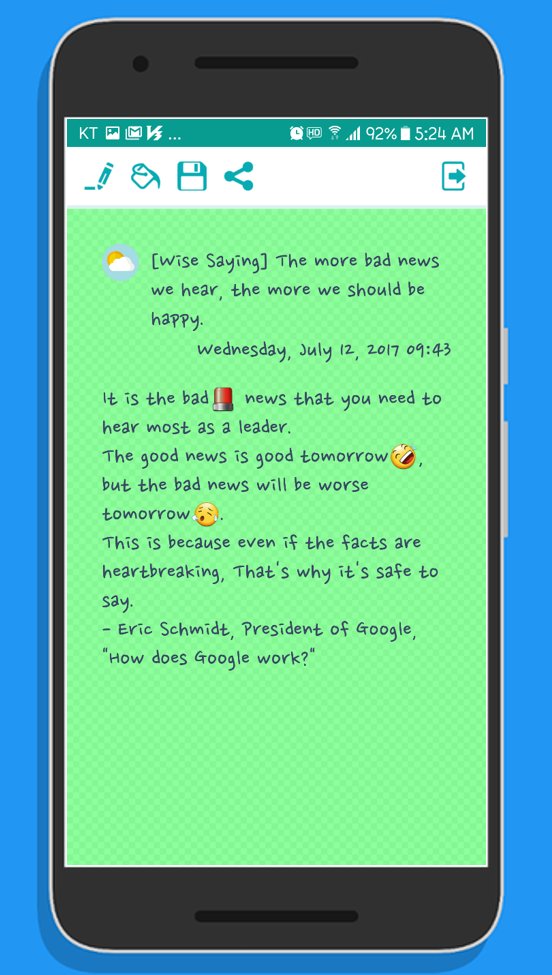 KT ... HD 92% 5:24 AM
[Wise Saying] The more bad news
we hear, the more we should be
happy.
Wednesday, July 12, 2017 09:43
It is the bad🚨 news that you need to
hear most as a leader.
The good news is good tomorrow🤣,
but the bad news will be worse
tomorrow😤.
This is because even if the facts are
heartbreaking, That's why it's safe to
say.
- Eric Schmidt, President of Google,
"How does Google work?"